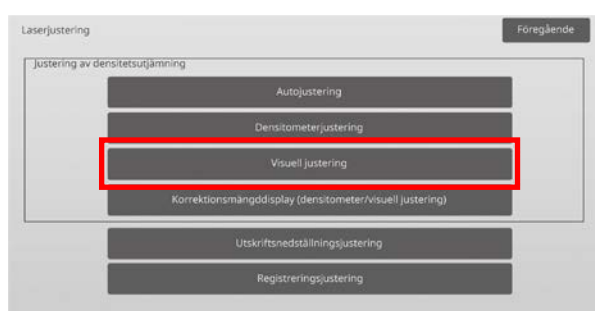 Laserjustering
Föregående
Justering av densitetsutjämning
Autojustering
Densitometerjustering
Visuell justering
Korrektionsmängddisplay (densitometer/visuell justering)
Utskriftsnedställningsjustering
Registreringsjustering